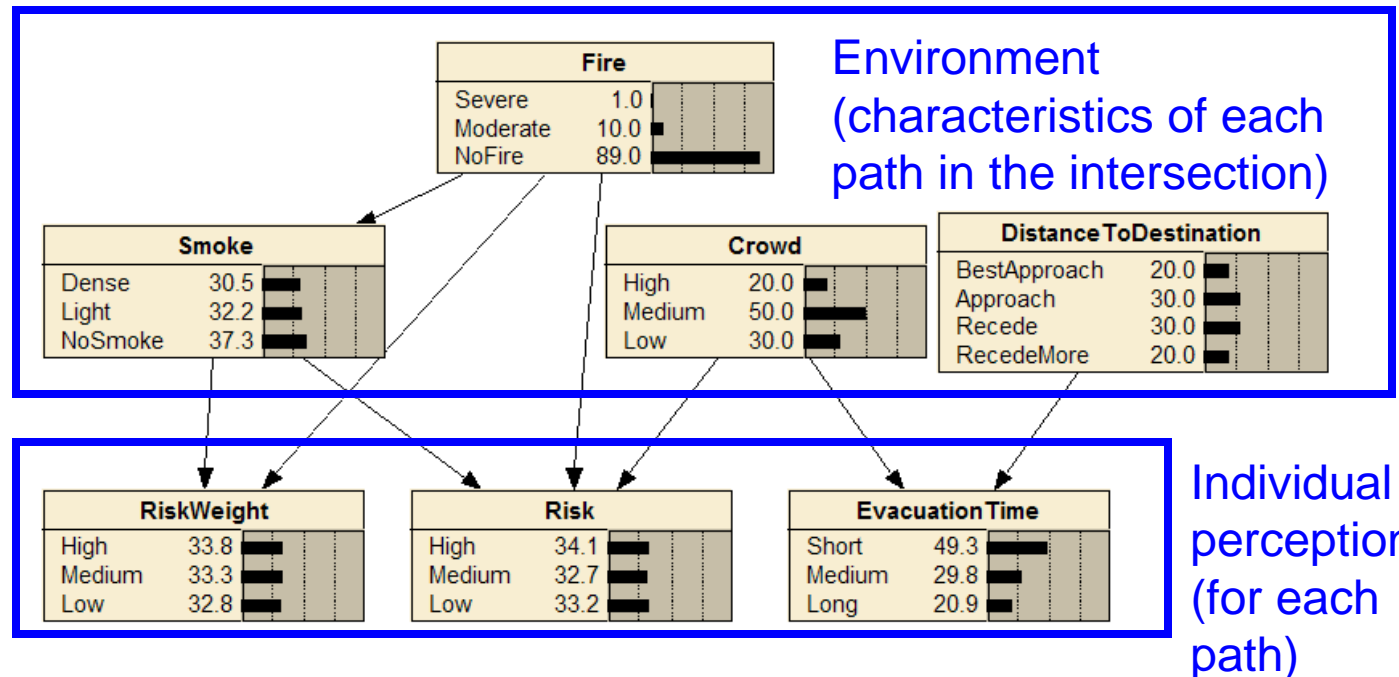 Fire
Severe 1.0
Moderate 10.0
NoFire 89.0
Environment
(characteristics of each
path in the intersection)
Smoke
Dense 30.5
Light 32.2
NoSmoke 37.3
Crowd
High 20.0
Medium 50.0
Low 30.0
DistanceToDestination
BestApproach 20.0
Approach 30.0
Recede 30.0
RecedeMore 20.0
RiskWeight
High 33.8
Medium 33.3
Low 32.8
Risk
High 34.1
Medium 32.7
Low 33.2
EvacuationTime
Short 49.3
Medium 29.8
Long 20.9
Individual
perception
(for each
path)